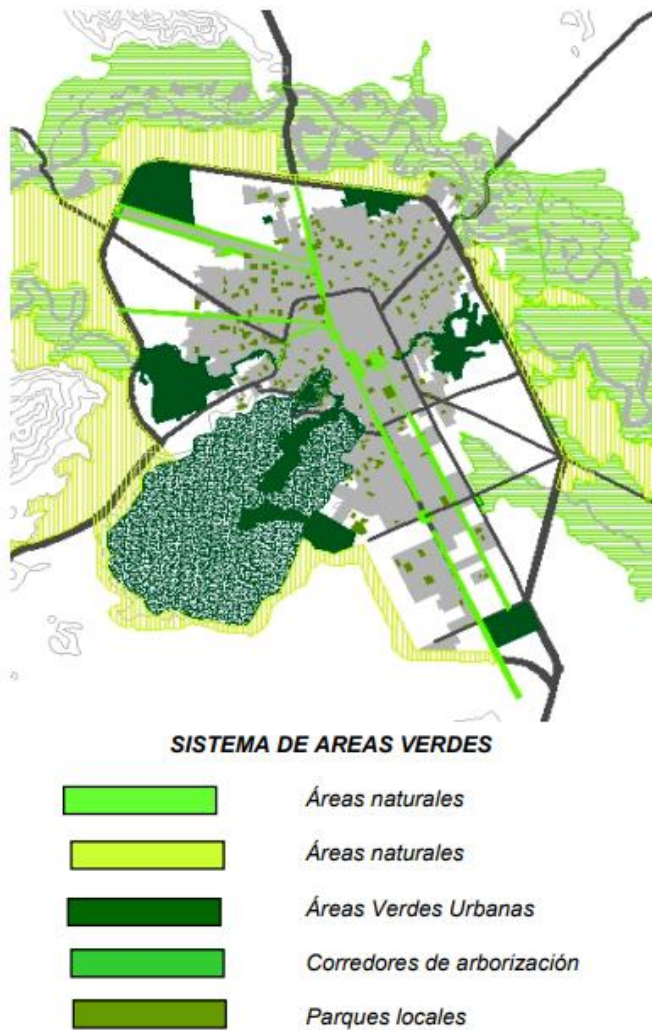 SISTEMA DE AREAS VERDES
Áreas naturales
Áreas naturales
Áreas Verdes Urbanas
Corredores de arborización
Parques locales